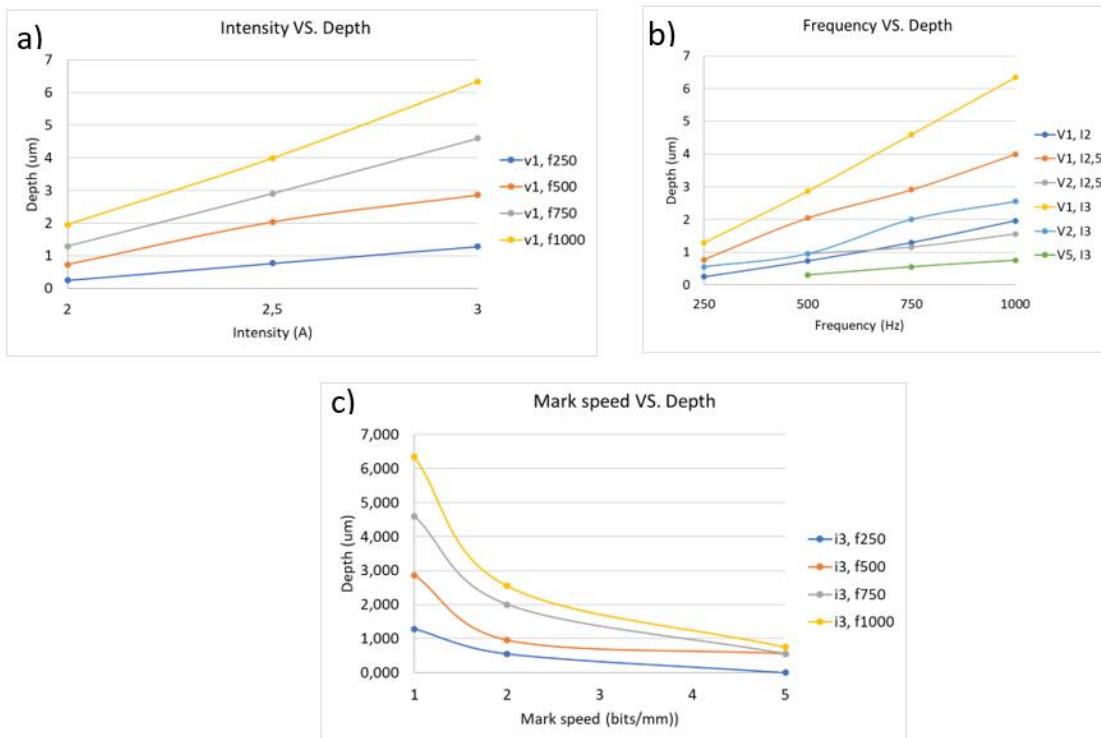 a)
Intensity VS. Depth
7
6
5
4
3
2
1
0
Depth (um)
2
2,5
3
Intensity (A)
v1, f250
v1, f500
v1, f750
v1, f1000
b)
Frequency VS. Depth
7
6
5
4
3
2
1
0
Depth (um)
250
500
750
1000
Frequency (Hz)
V1, I2
V1, I2,5
V2, I2,5
V1, I3
V2, I3
V5, I3
c)
Mark speed VS. Depth
7,000
6,000
5,000
4,000
3,000
2,000
1,000
0,000
Depth (um)
1
2
3
4
5
Mark speed (bits/mm))
i3, f250
i3, f500
i3, f750
i3, f1000